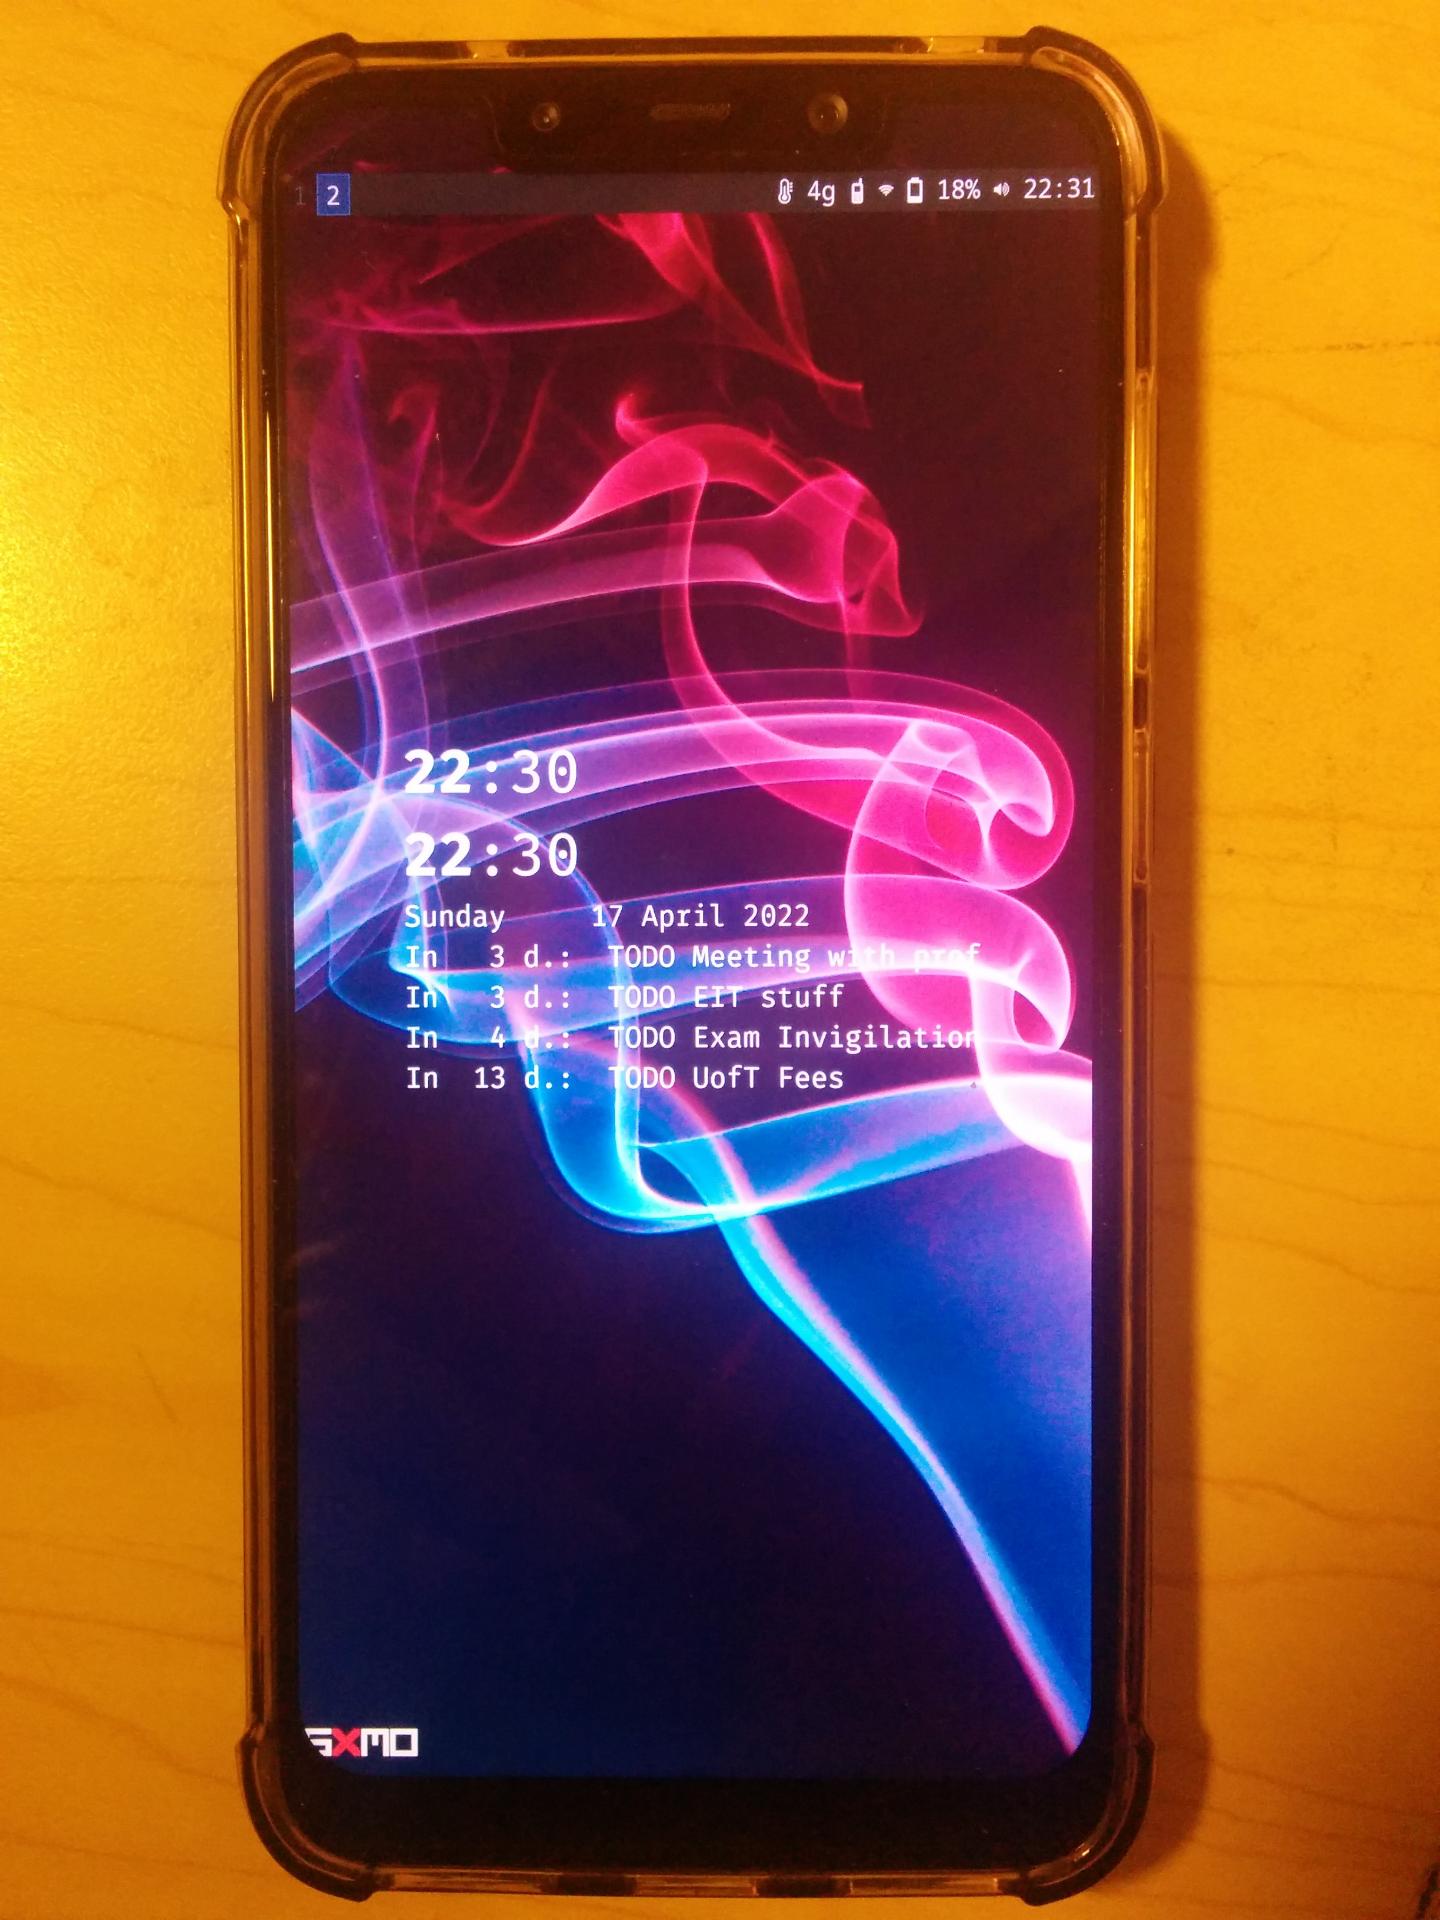 1 2 4g 18% 22:31
22:30
22:30
Sunday 17 April 2022
In 3 d.: TODO Meeting with prof
In 3 d.: TODO EIT stuff
In 4 d.: TODO Exam Invigilation
In 13 d.: TODO UofT Fees
SXMO